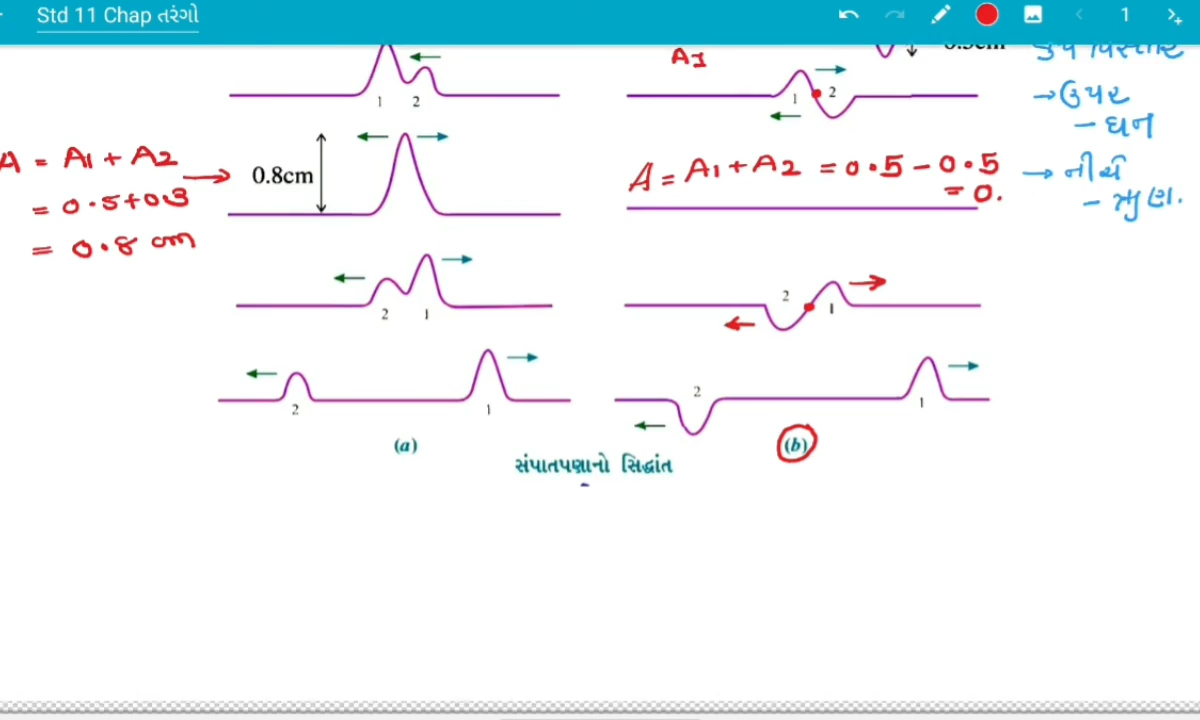 Std 11 Chap તરંગો
1
A1
1 2
1 2
→ ઉપર
- ઘન
A = A1 + A2
= 0.5+03
= 0.8 cm
0.8cm
A = A1 + A2 = 0.5 - 0.5
= 0.
→ નીચે
- ઋણ.
2 1
2 1
2 1
2 1
(a)
(b)
સંપાતપણાનો સિદ્ધાંત